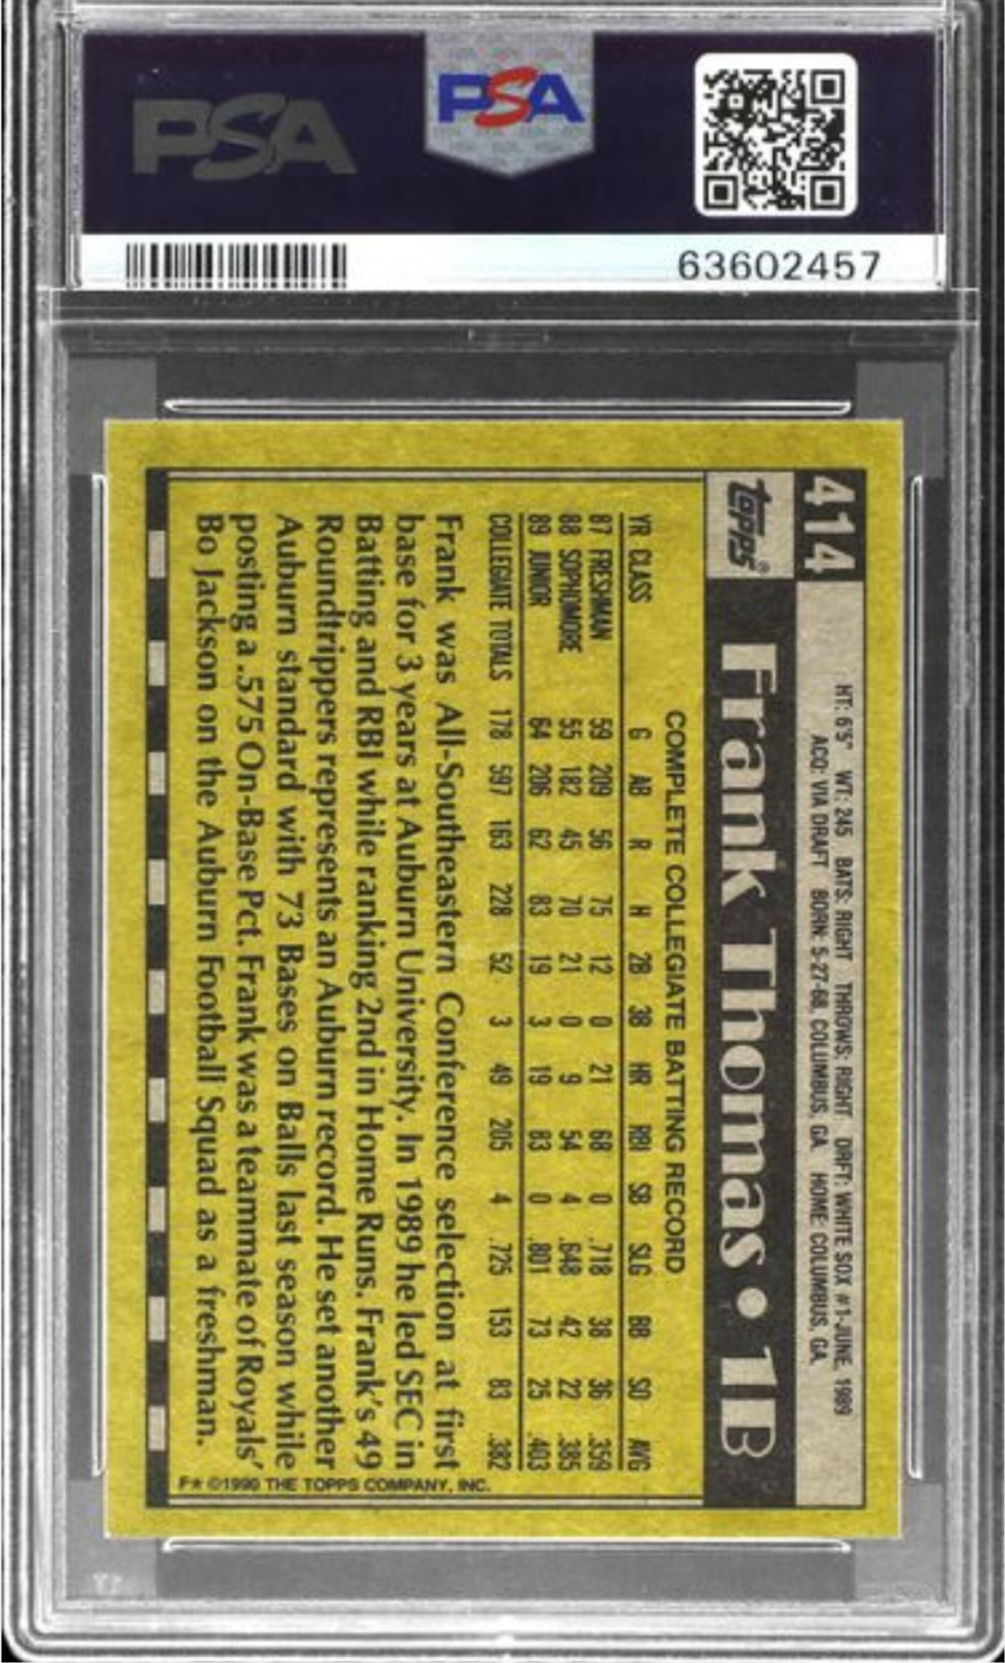 PSA
PSA
63602457
414
HT: 6'5" WT: 245 BATS: RIGHT THROWS: RIGHT DRFT: WHITE SOX #1-JUNE, 1989
ACQ: VIA DRAFT BORN: 5-27-68, COLUMBUS, GA. HOME: COLUMBUS, GA.
TOPPS®
Frank Thomas • 1B
COMPLETE COLLEGIATE BATTING RECORD
YR CLASS G AB R H 2B 3B HR RBI SB SLG BB SO AVG
87 FRESHMAN 59 209 56 75 12 0 21 68 0 .718 38 36 .359
88 SOPHOMORE 55 182 45 70 21 0 9 54 4 .648 42 22 .385
89 JUNIOR 64 206 62 83 19 3 19 83 0 .801 73 25 .403
COLLEGIATE TOTALS 178 597 163 228 52 3 49 205 4 .725 153 83 .382
Frank was All-Southeastern Conference selection at first
base for 3 years at Auburn University. In 1989 he led SEC in
Batting and RBI while ranking 2nd in Home Runs. Frank's 49
Roundtrippers represents an Auburn record. He set another
Auburn standard with 73 Bases on Balls last season while
posting a .575 On-Base Pct. Frank was a teammate of Royals'
Bo Jackson on the Auburn Football Squad as a freshman.
F* ©1990 THE TOPPS COMPANY, INC.